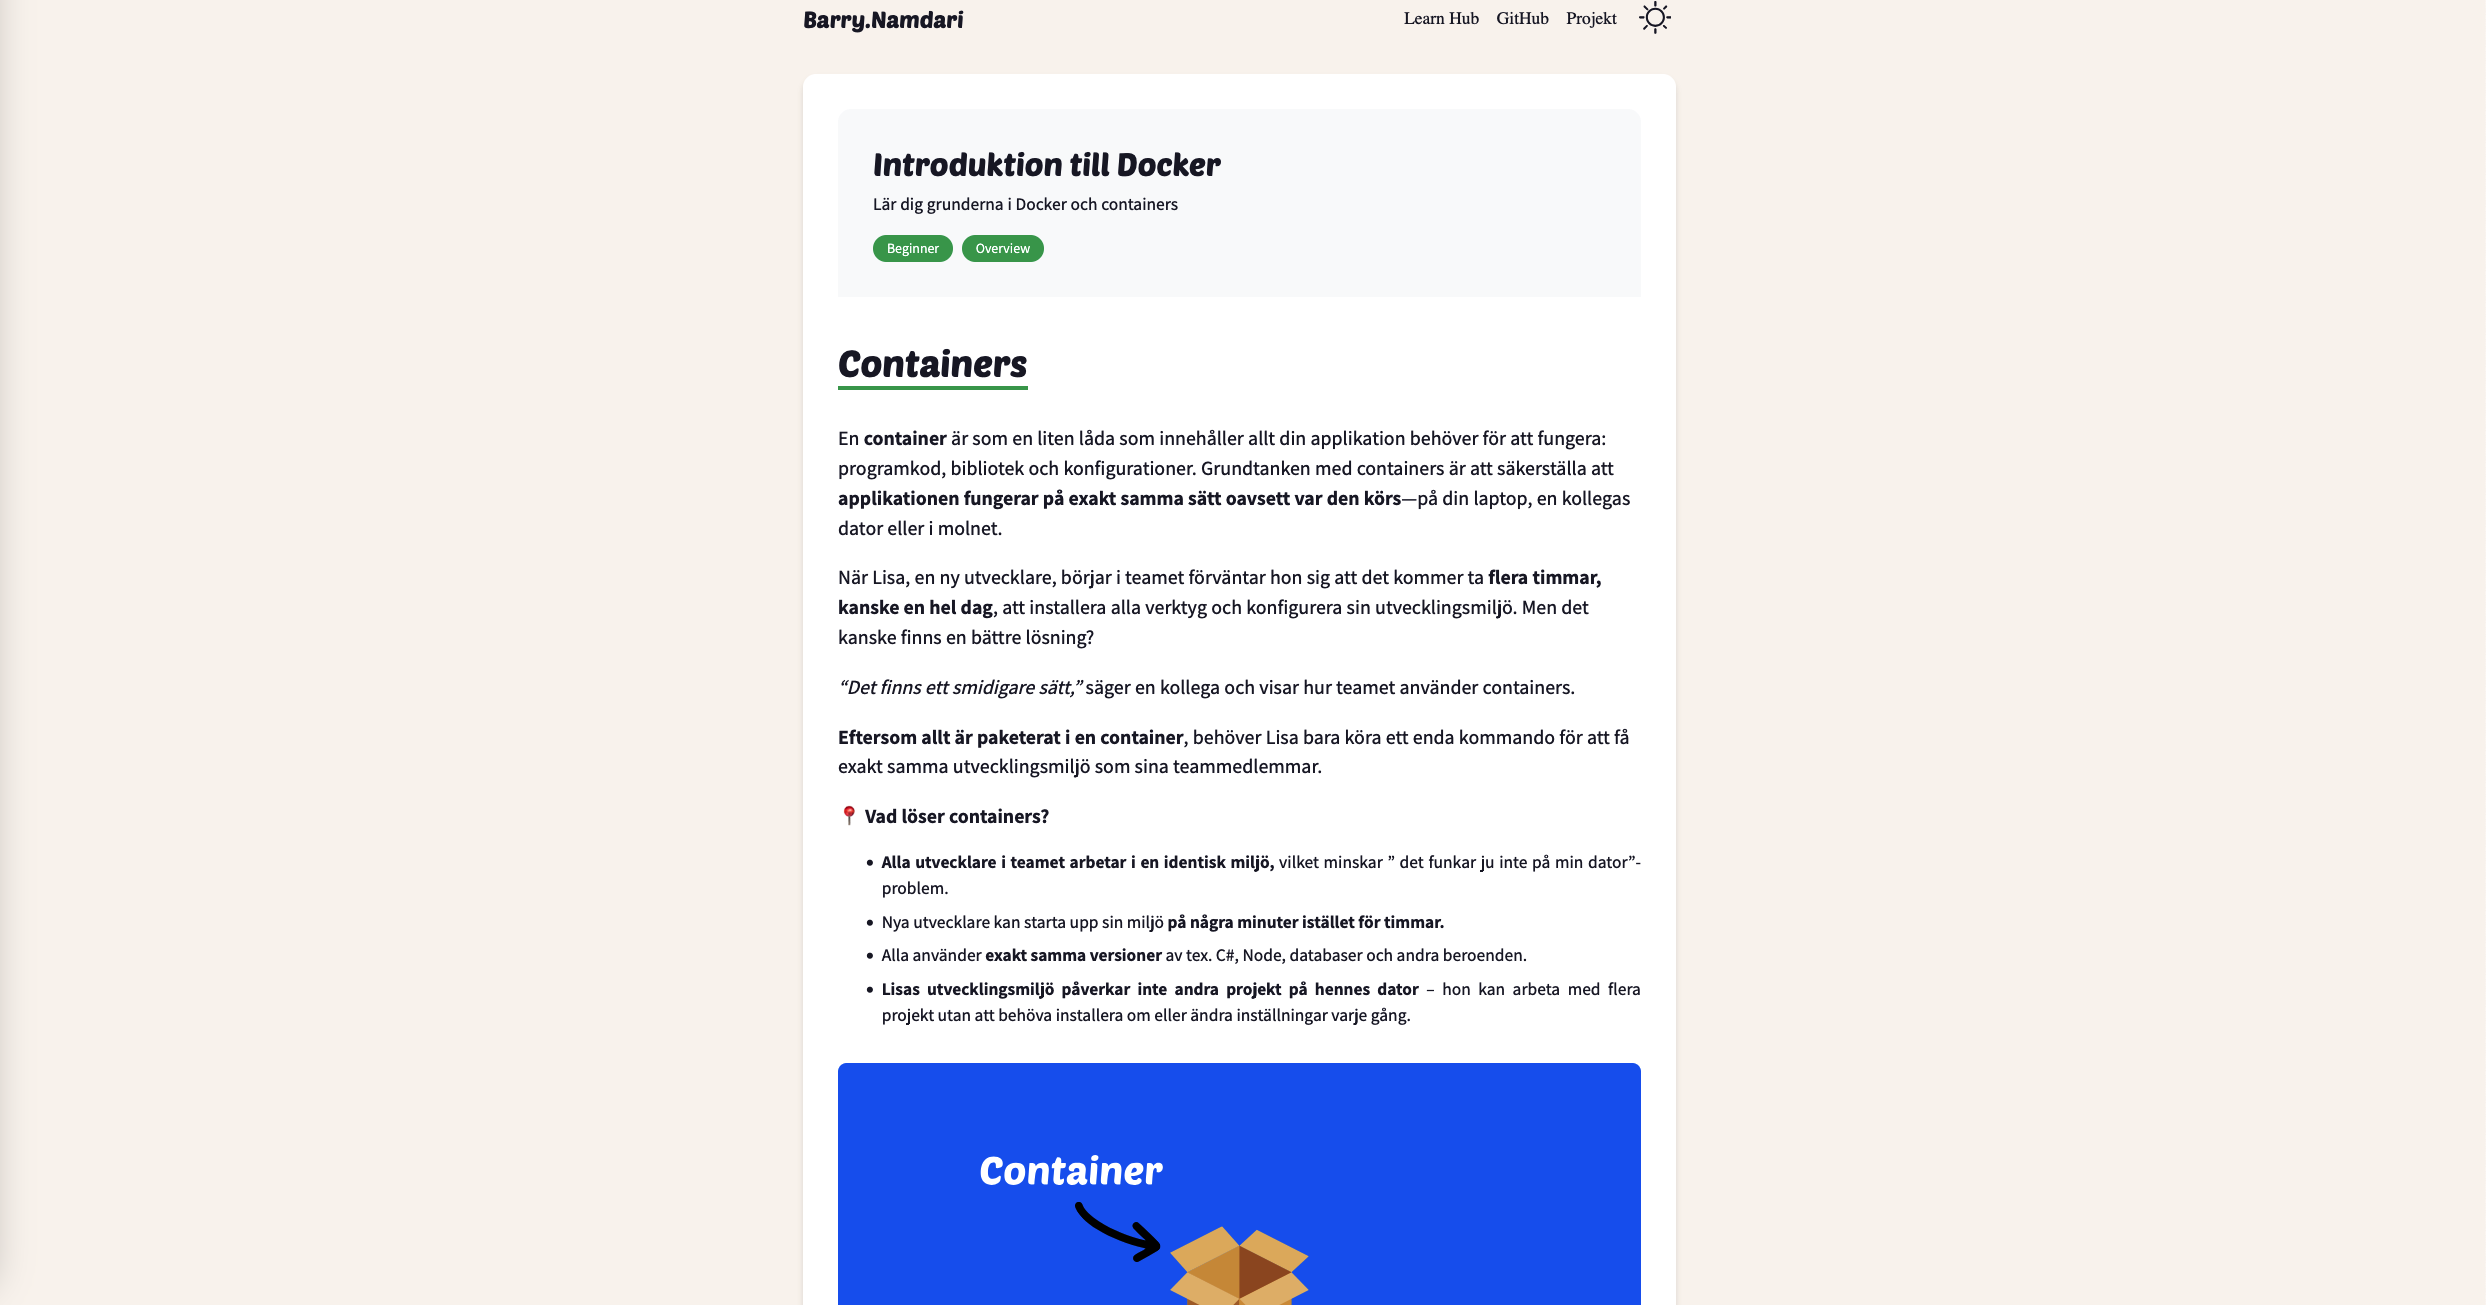 Barry.Namdari
Learn Hub GitHub Projekt
Introduktion till Docker
Lär dig grunderna i Docker och containers
Beginner Overview
Containers
En container är som en liten låda som innehåller allt din applikation behöver för att fungera:
programkod, bibliotek och konfigurationer. Grundtanken med containers är att säkerställa att
applikationen fungerar på exakt samma sätt oavsett var den körs—på din laptop, en kollegas
dator eller i molnet.
När Lisa, en ny utvecklare, börjar i teamet förväntar hon sig att det kommer ta flera timmar,
kanske en hel dag, att installera alla verktyg och konfigurera sin utvecklingsmiljö. Men det
kanske finns en bättre lösning?
“Det finns ett smidigare sätt,” säger en kollega och visar hur teamet använder containers.
Eftersom allt är paketerat i en container, behöver Lisa bara köra ett enda kommando för att få
exakt samma utvecklingsmiljö som sina teammedlemmar.
📍 Vad löser containers?
• Alla utvecklare i teamet arbetar i en identisk miljö, vilket minskar ” det funkar ju inte på min dator”-
problem.
• Nya utvecklare kan starta upp sin miljö på några minuter istället för timmar.
• Alla använder exakt samma versioner av tex. C#, Node, databaser och andra beroenden.
• Lisas utvecklingsmiljö påverkar inte andra projekt på hennes dator – hon kan arbeta med flera
projekt utan att behöva installera om eller ändra inställningar varje gång.
Container